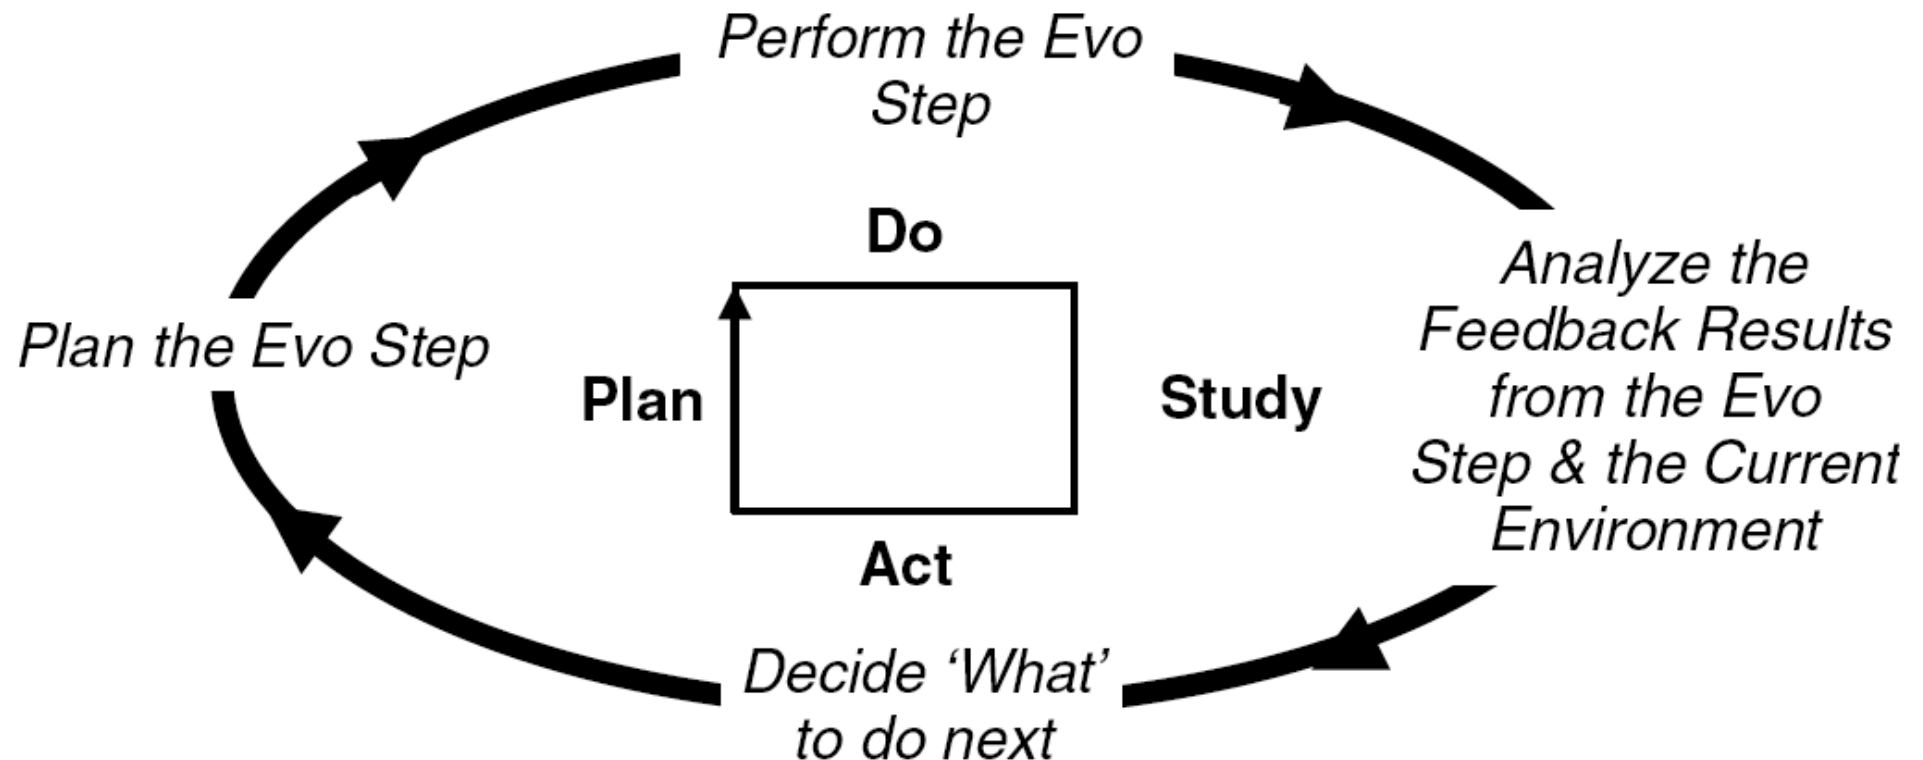 Perform the Evo
Step
Do
Analyze the
Feedback Results
from the Evo
Step & the Current
Environment
Plan the Evo Step
Plan
Study
Act
Decide ‘What’
to do next